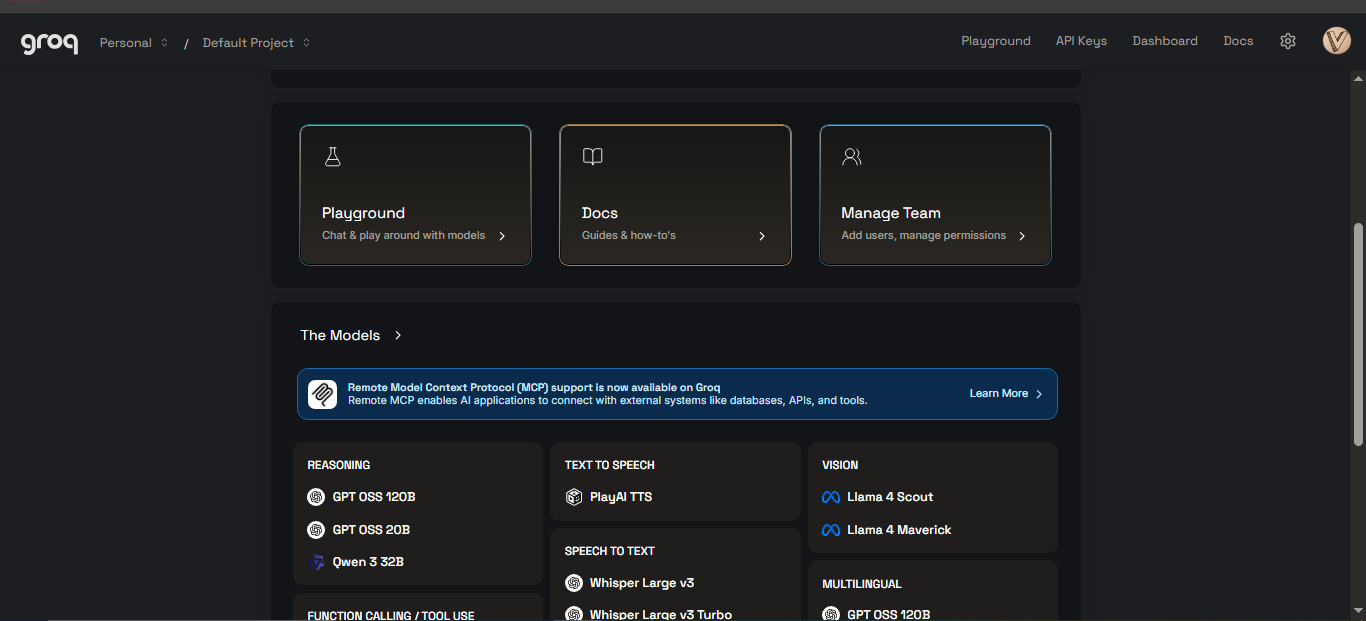 groq
Personal / Default Project
Playground API Keys Dashboard Docs
Playground
Chat & play around with models
Docs
Guides & how-to's
Manage Team
Add users, manage permissions
The Models
Remote Model Context Protocol (MCP) support is now available on Groq
Remote MCP enables AI applications to connect with external systems like databases, APIs, and tools.
Learn More
REASONING
GPT OSS 120B
GPT OSS 20B
Qwen 3 32B
FUNCTION CALLING / TOOL USE
TEXT TO SPEECH
PlayAI TTS
SPEECH TO TEXT
Whisper Large v3
Whisper Large v3 Turbo
VISION
Llama 4 Scout
Llama 4 Maverick
MULTILINGUAL
GPT OSS 120B